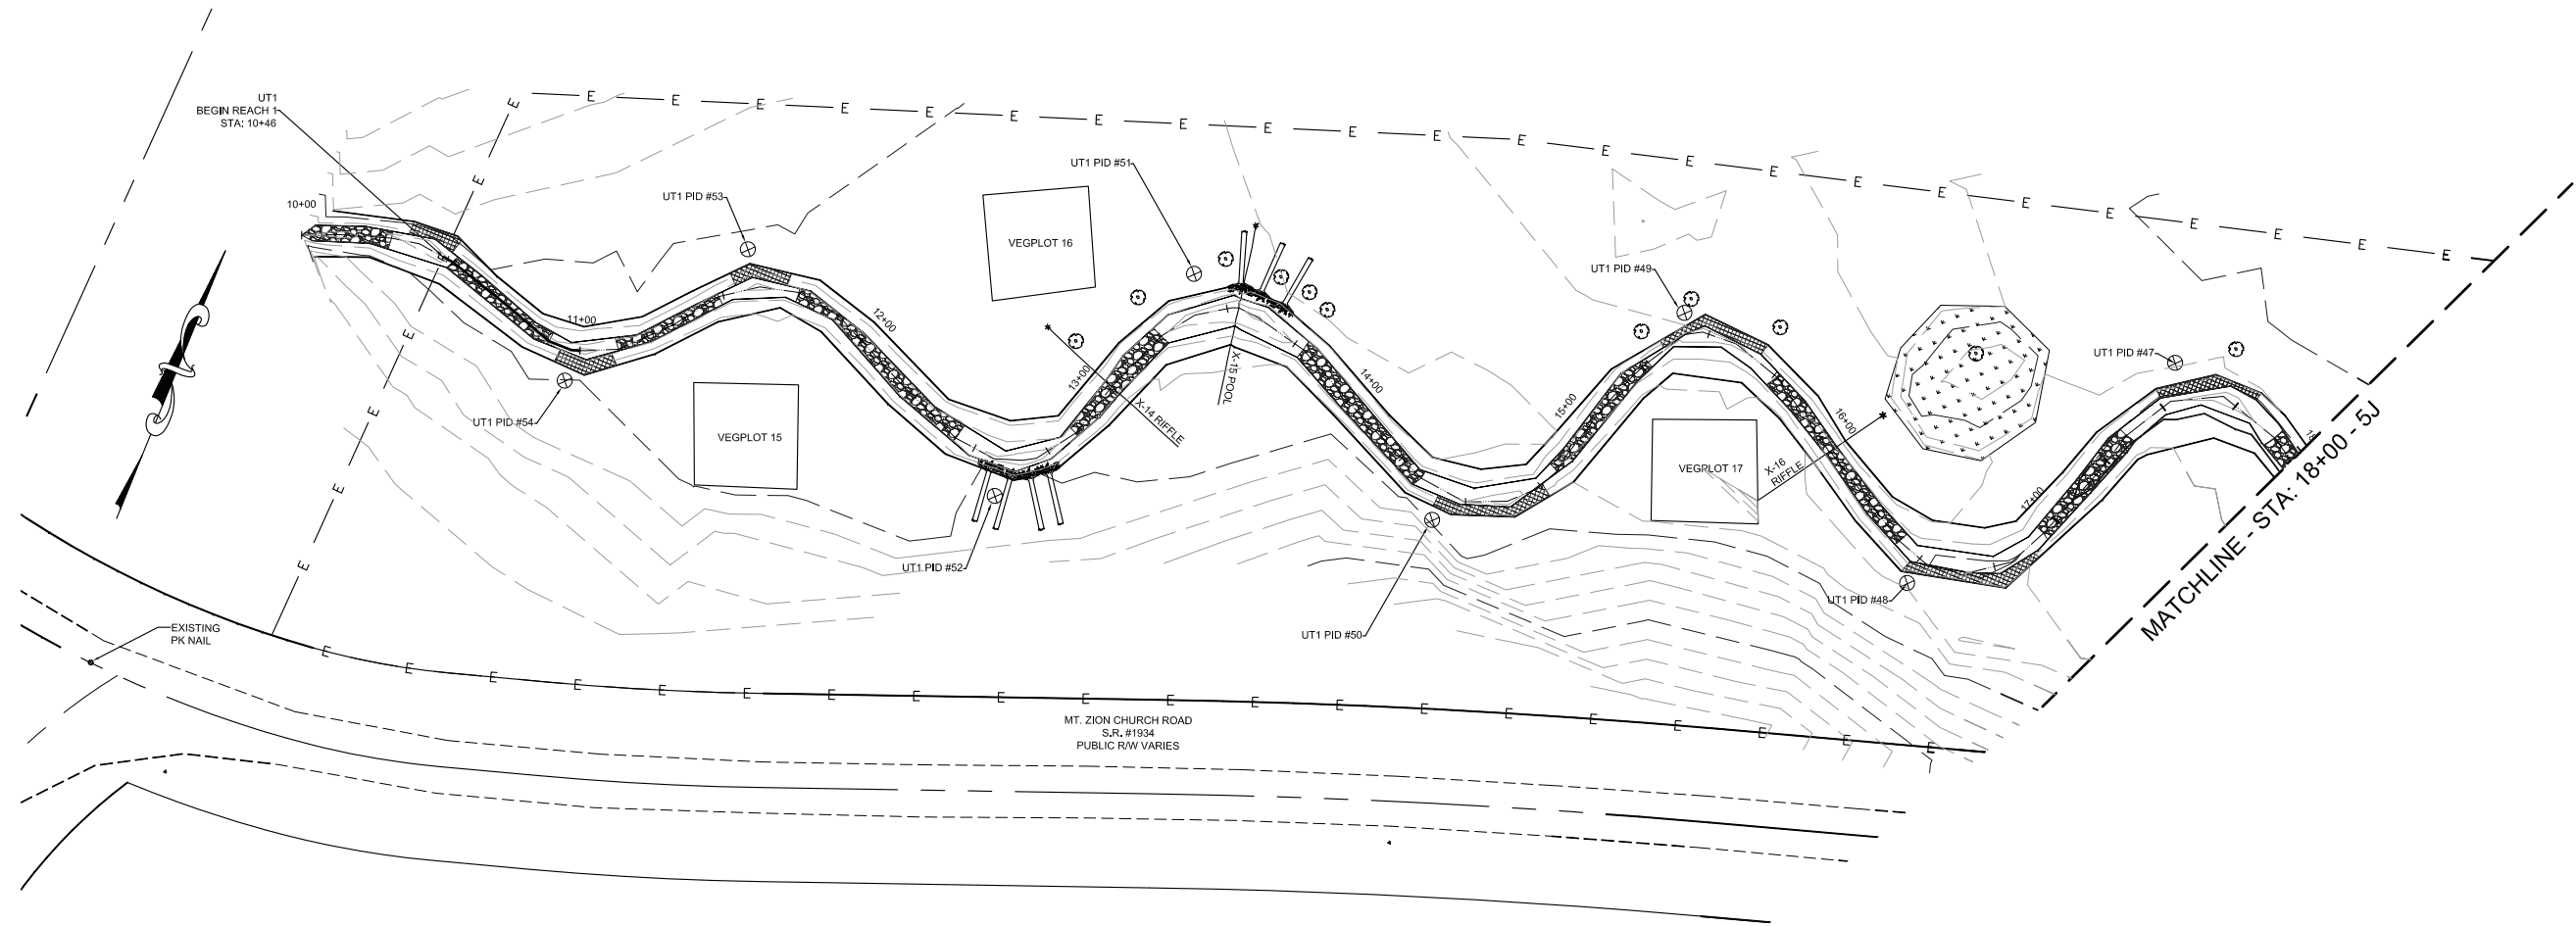 UT1
BEGIN REACH 1
STA: 10+46
10+00
UT1 PID #53
UT1 PID #51
VEGPLOT 16
UT1 PID #49
UT1 PID #47
11+00
12+00
13+00
14+00
15+00
16+00
17+00
18
X-14 RIFFLE
X-15 POOL
X-16
RIFFLE
UT1 PID #54
VEGPLOT 15
VEGPLOT 17
UT1 PID #52
UT1 PID #50
UT1 PID #48
MATCHLINE - STA: 18+00 - 5J
EXISTING
PK NAIL
MT. ZION CHURCH ROAD
S.R. #1934
PUBLIC R/W VARIES
E E E E E E E E E E E E E E E E E E E E E E E E
E
E
E
E
E
E
E
E E E E E E E E E E E E E E E E E E E E